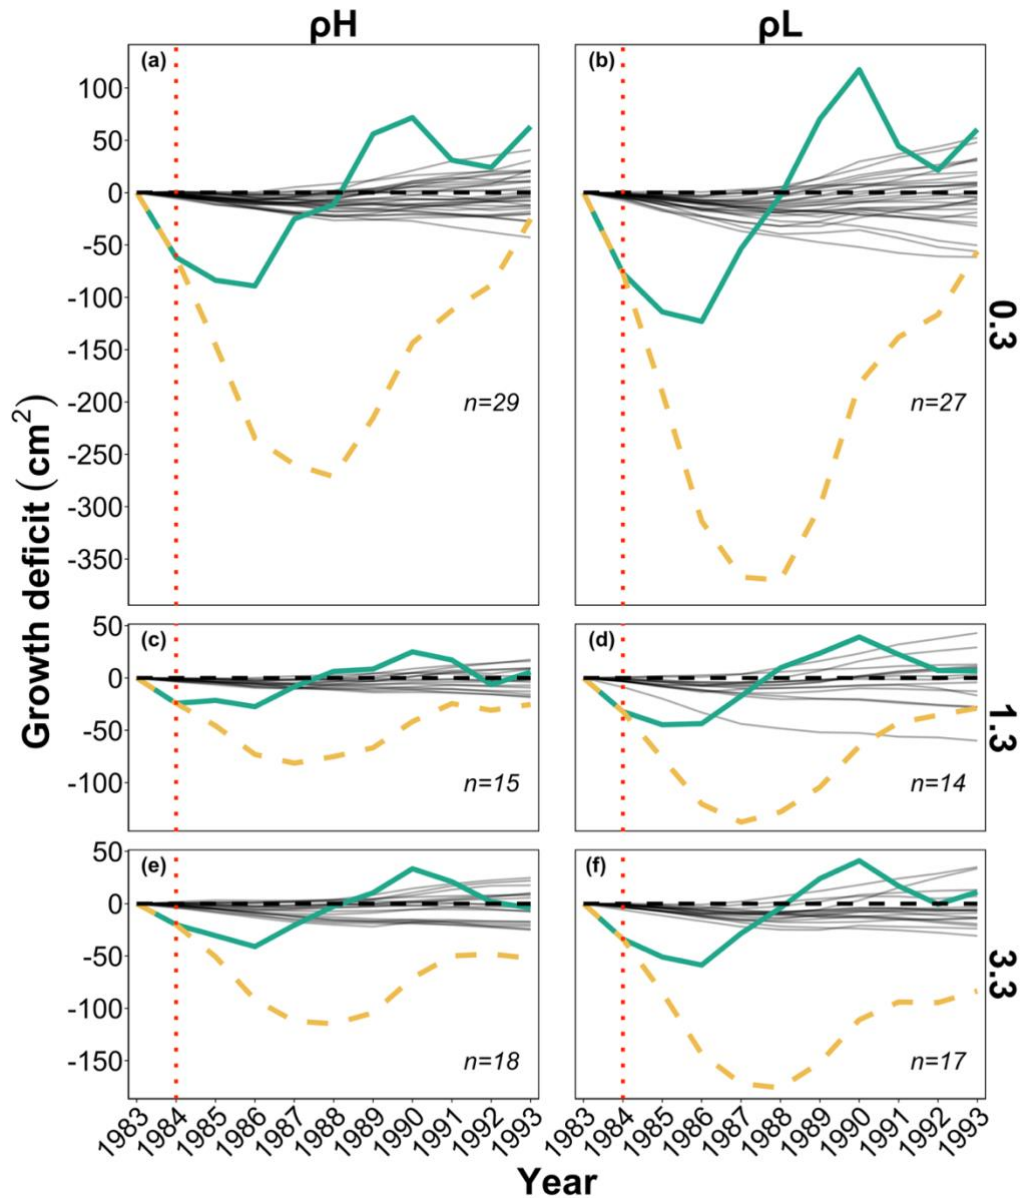 ρH ρL
(a) (b)
100
50
0
-50
-100
-150
-200
-250
-300
-350
n=29 n=27
0.3
Growth deficit (cm²)
(c) (d)
50
0
-50
-100
n=15 n=14
1.3
(e) (f)
50
0
-50
-100
-150
n=18 n=17
3.3
1983 1984 1985 1986 1987 1988 1989 1990 1991 1992 1993 1983 1984 1985 1986 1987 1988 1989 1990 1991 1992 1993
Year